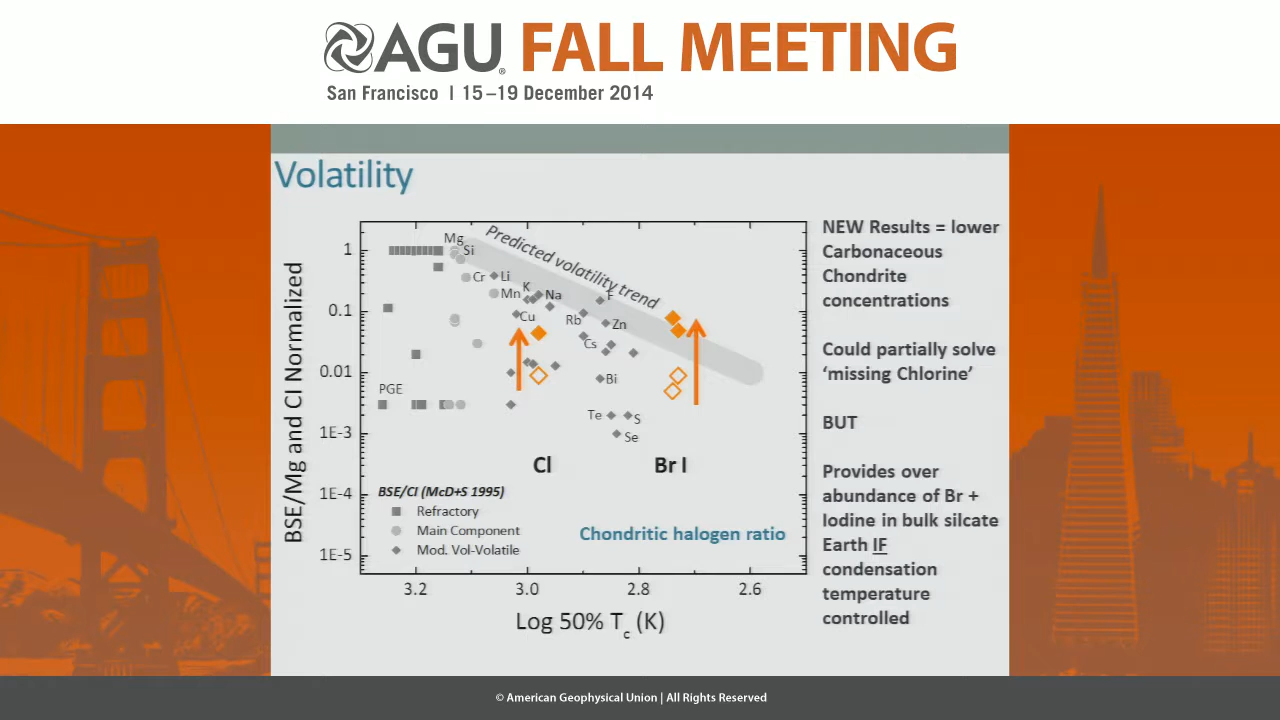 AGU FALL MEETING
San Francisco | 15–19 December 2014
Volatility
Predicted volatility trend
Mg
Si
Cr
Li
Mn
K
Na
Cu
F
Rb
Zn
Cs
Bi
PGE
Te
S
Se
Cl
Br I
BSE/CI (McD+S 1995)
Refractory
Main Component
Mod. Vol-Volatile
Chondritic halogen ratio
1
0.1
0.01
1E-3
1E-4
1E-5
3.2
3.0
2.8
2.6
BSE/Mg and CI Normalized
Log 50% Tc (K)
NEW Results = lower
Carbonaceous
Chondrite
concentrations
Could partially solve
‘missing Chlorine’
BUT
Provides over
abundance of Br +
Iodine in bulk silcate
Earth IF
condensation
temperature
controlled
© American Geophysical Union | All Rights Reserved